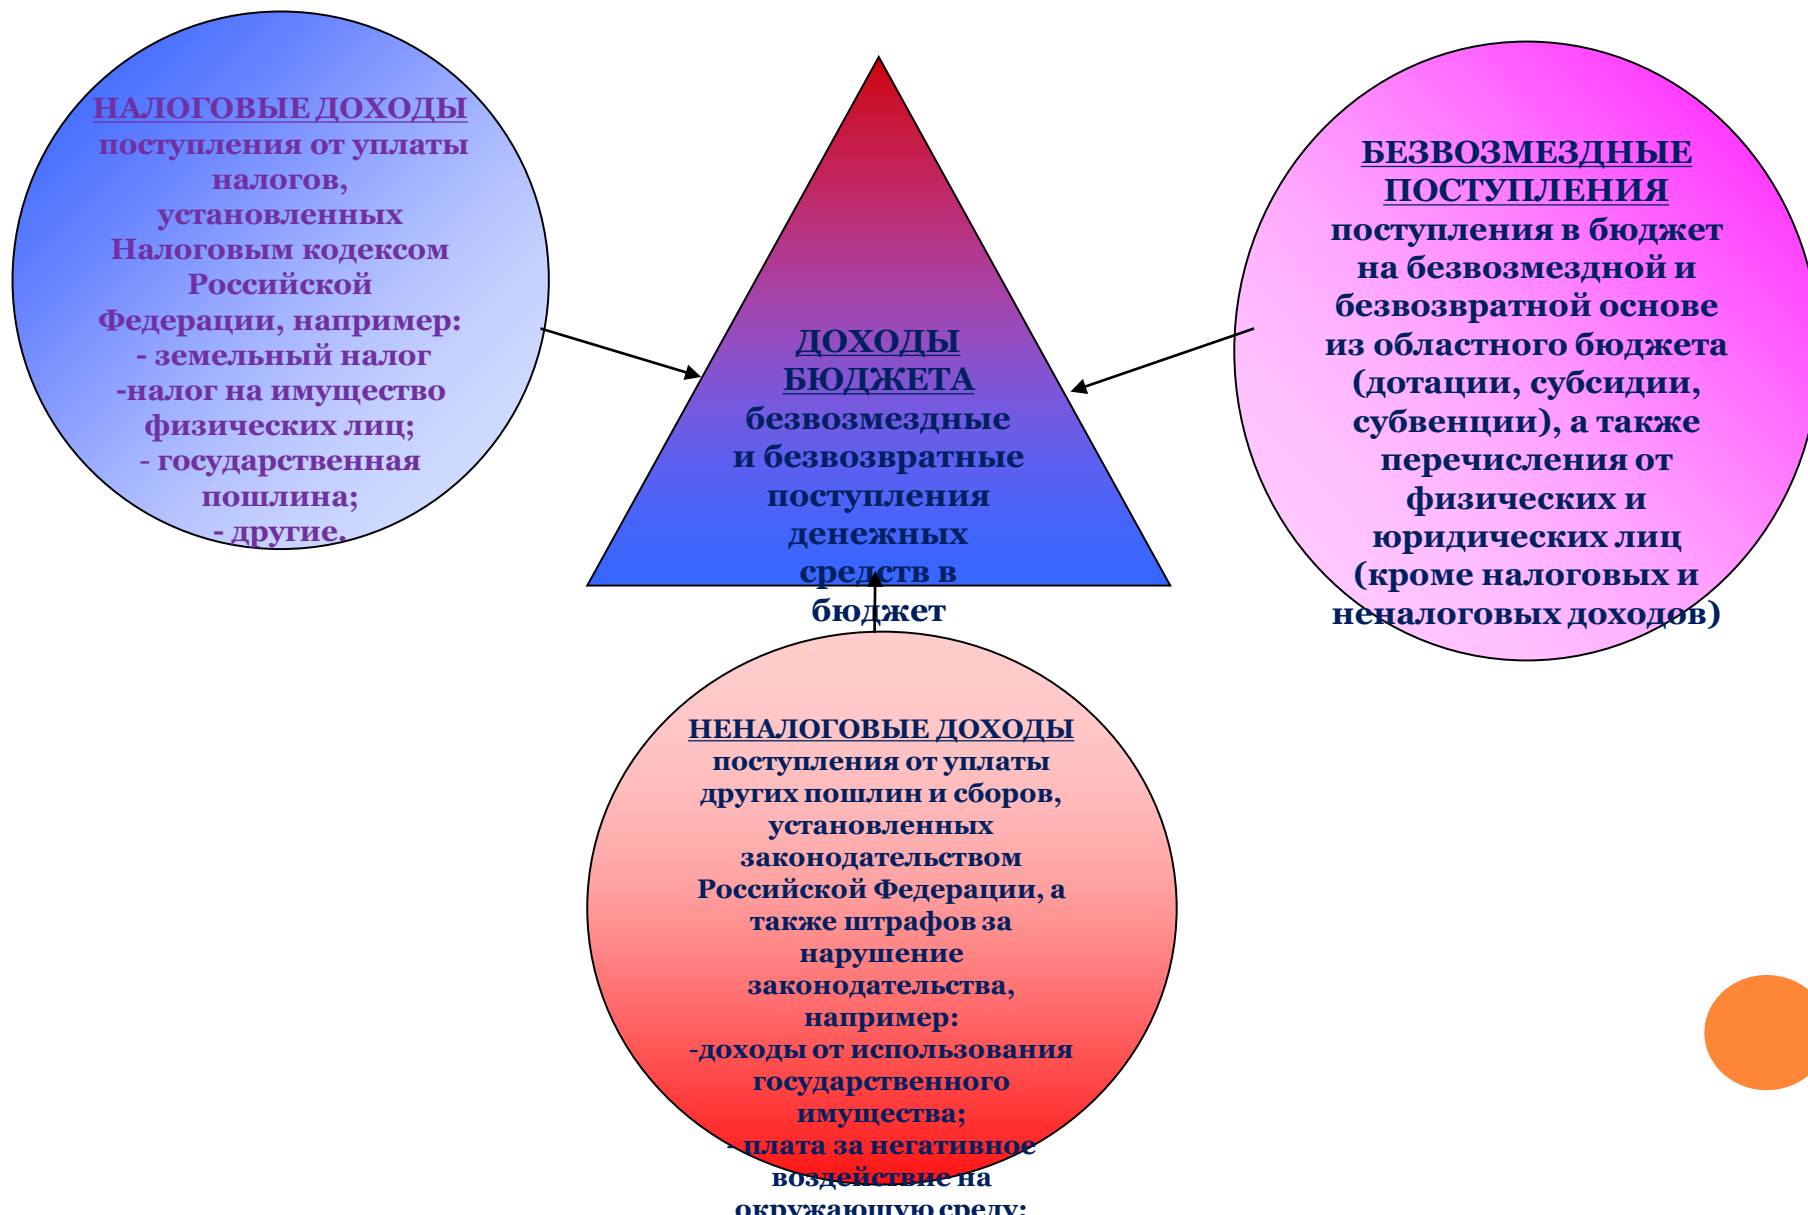 НАЛОГОВЫЕ ДОХОДЫ
поступления от уплаты
налогов,
установленных
Налоговым кодексом
Российской
Федерации, например:
- земельный налог
-налог на имущество
физических лиц;
- государственная
пошлина;
- другие.
ДОХОДЫ
БЮДЖЕТА
безвозмездные
и безвозвратные
поступления
денежных
средств в
бюджет
БЕЗВОЗМЕЗДНЫЕ
ПОСТУПЛЕНИЯ
поступления в бюджет
на безвозмездной и
безвозвратной основе
из областного бюджета
(дотации, субсидии,
субвенции), а также
перечисления от
физических и
юридических лиц
(кроме налоговых и
неналоговых доходов)
НЕНАЛОГОВЫЕ ДОХОДЫ
поступления от уплаты
других пошлин и сборов,
установленных
законодательством
Российской Федерации, а
также штрафов за
нарушение
законодательства,
например:
-доходы от использования
государственного
имущества;
- плата за негативное
воздействие на
окружающую среду;